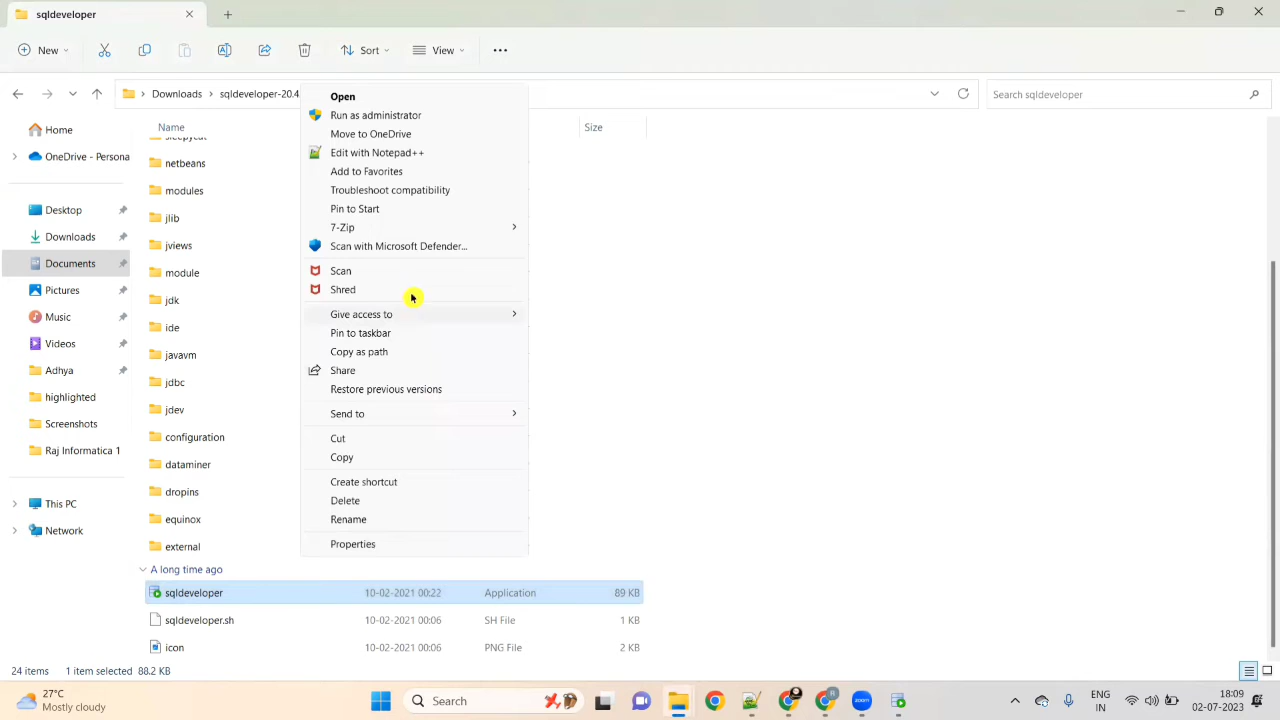 sqldeveloper
New
Sort
View
Downloads
sqldeveloper-20.4
Search sqldeveloper
Name
Size
Home
OneDrive - Persona
Desktop
Downloads
Documents
Pictures
Music
Videos
Adhya
highlighted
Screenshots
Raj Informatica 1
This PC
Network
sleepycat
netbeans
modules
jlib
jviews
module
jdk
ide
javavm
jdbc
jdev
configuration
dataminer
dropins
equinox
external
A long time ago
sqldeveloper 10-02-2021 00:22 Application 89 KB
sqldeveloper.sh 10-02-2021 00:06 SH File 1 KB
icon 10-02-2021 00:06 PNG File 2 KB
Open
Run as administrator
Move to OneDrive
Edit with Notepad++
Add to Favorites
Troubleshoot compatibility
Pin to Start
7-Zip
Scan with Microsoft Defender...
Scan
Shred
Give access to
Pin to taskbar
Copy as path
Share
Restore previous versions
Send to
Cut
Copy
Create shortcut
Delete
Rename
Properties
24 items 1 item selected 88.2 KB
27°C
Mostly cloudy
Search
zoom
ENG
IN
18:09
02-07-2023